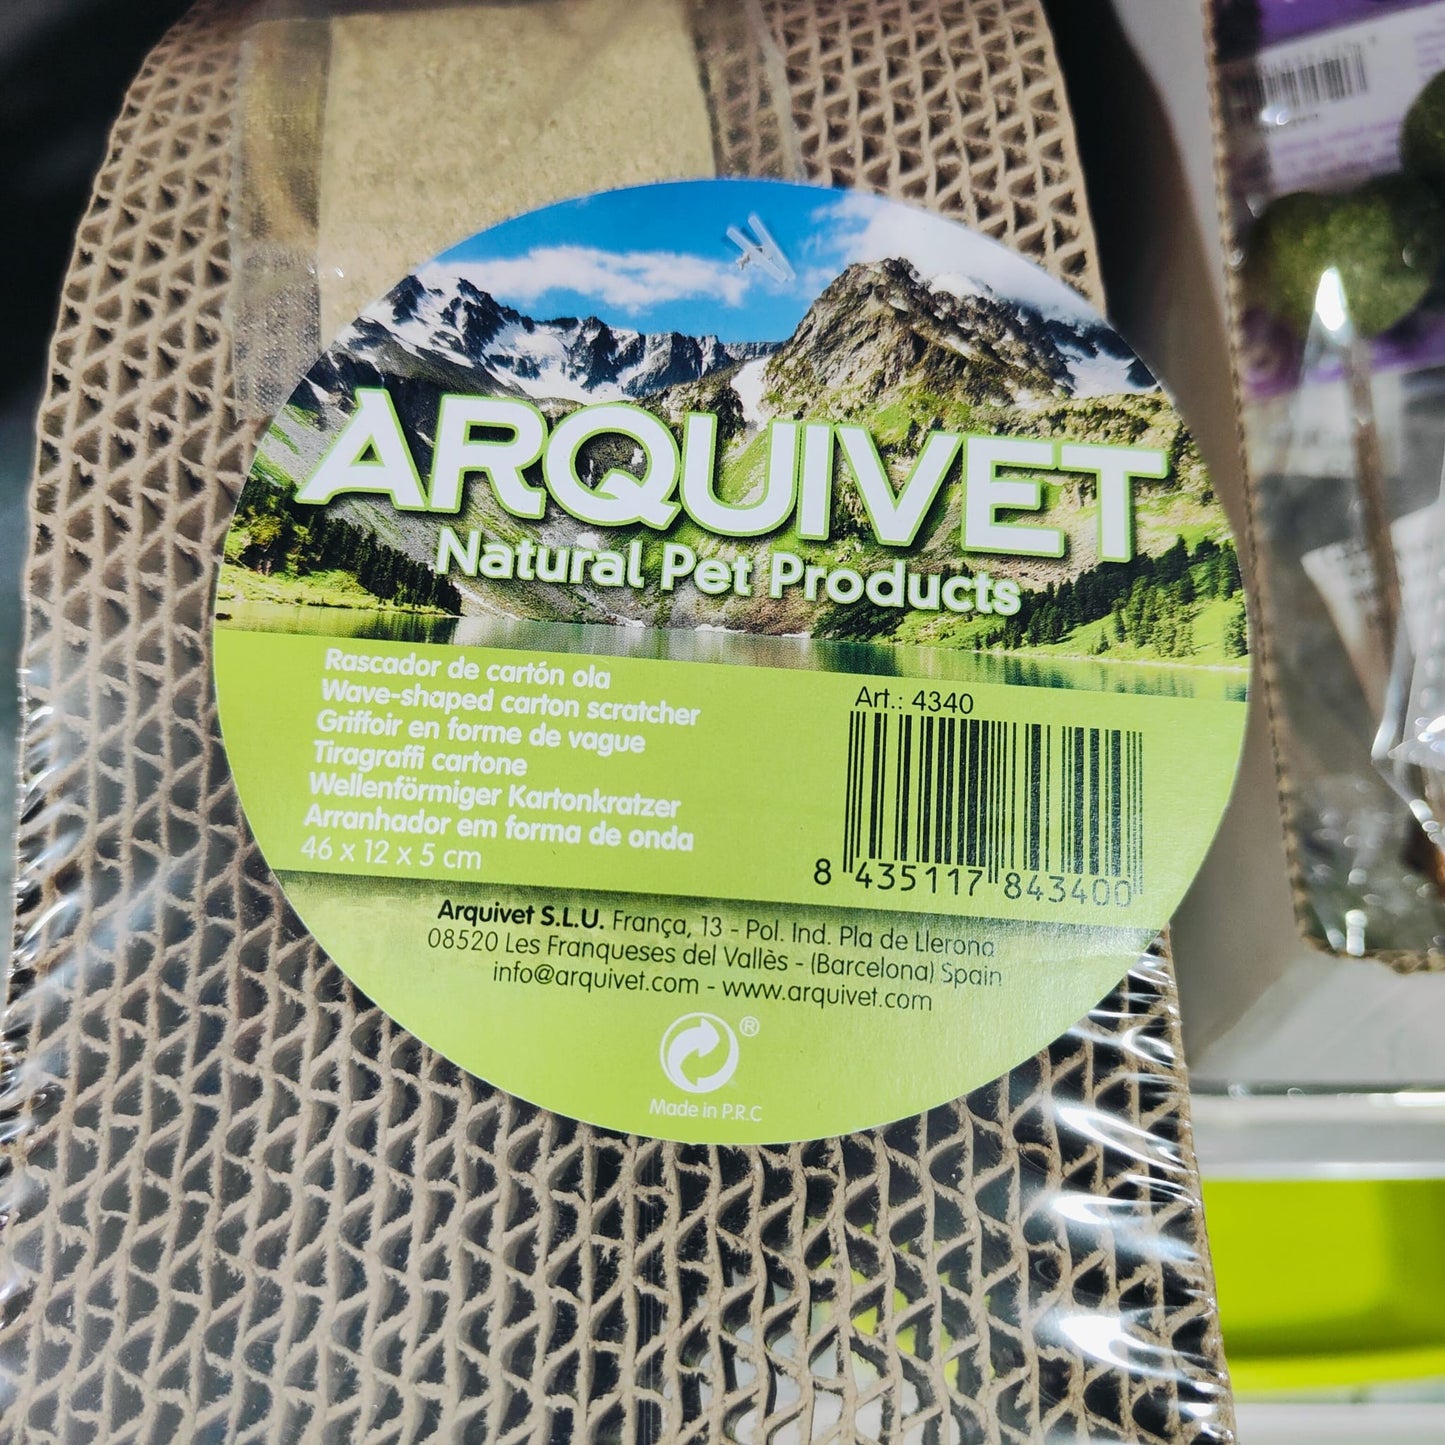 ARQUIVET
Natural Pet Products
Rascador de cartón ola
Wave-shaped carton scratcher
Griffoir en forme de vague
Tiragraffi cartone
Wellenförmiger Kartonkratzer
Arranhador em forma de onda
46 x 12 x 5 cm
Art.: 4340
8 435117 843400
Arquivet S.L.U. França, 13 - Pol. Ind. Pla de Llerona
08520 Les Franqueses del Vallès - (Barcelona) Spain
info@arquivet.com - www.arquivet.com
®
Made in P.R.C